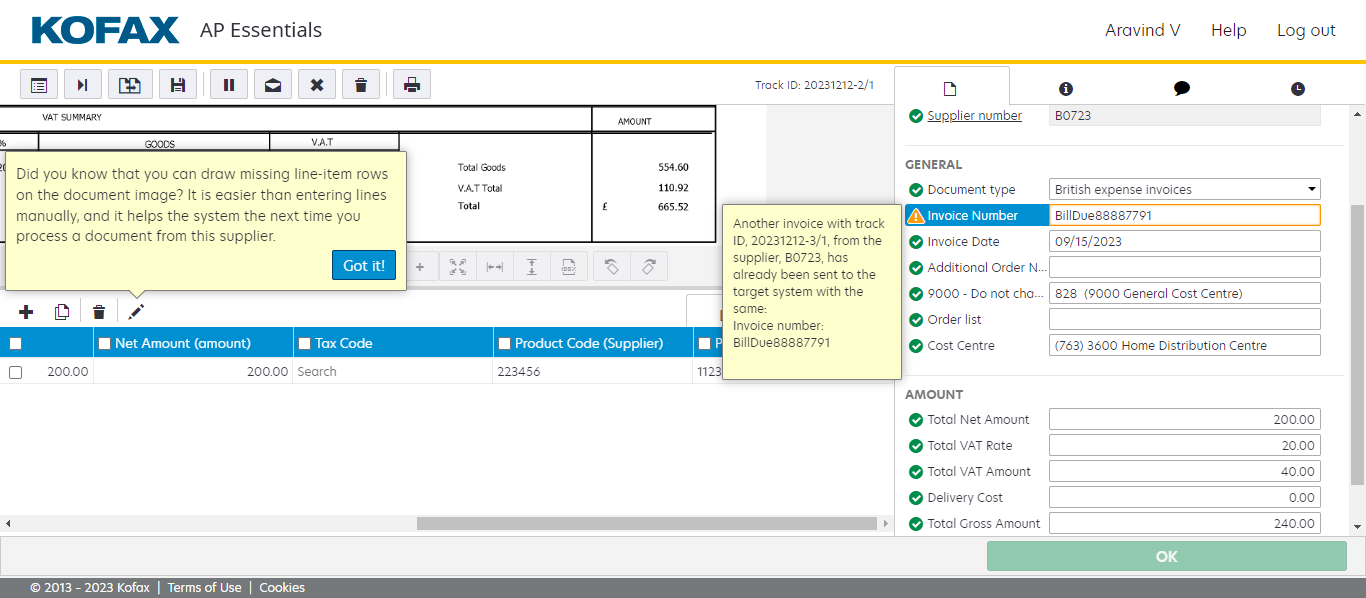 KOFAX AP Essentials
Aravind V Help Log out
Track ID: 20231212-2/1
VAT SUMMARY
AMOUNT
%
GOODS
V.A.T
Total Goods 554.60
V.A.T Total 110.92
Total £ 665.52
Did you know that you can draw missing line-item rows
on the document image? It is easier than entering lines
manually, and it helps the system the next time you
process a document from this supplier.
Got it!
Net Amount (amount) Tax Code Product Code (Supplier) P
200.00 200.00 Search 223456 1123
Another invoice with track
ID, 20231212-3/1, from the
supplier, B0723, has
already been sent to the
target system with the
same:
Invoice number:
BillDue88887791
Supplier number B0723
GENERAL
Document type British expense invoices
Invoice Number BillDue88887791
Invoice Date 09/15/2023
Additional Order N...
9000 - Do not cha... 828 (9000 General Cost Centre)
Order list
Cost Centre (763) 3600 Home Distribution Centre
AMOUNT
Total Net Amount 200.00
Total VAT Rate 20.00
Total VAT Amount 40.00
Delivery Cost 0.00
Total Gross Amount 240.00
OK
© 2013 - 2023 Kofax | Terms of Use | Cookies